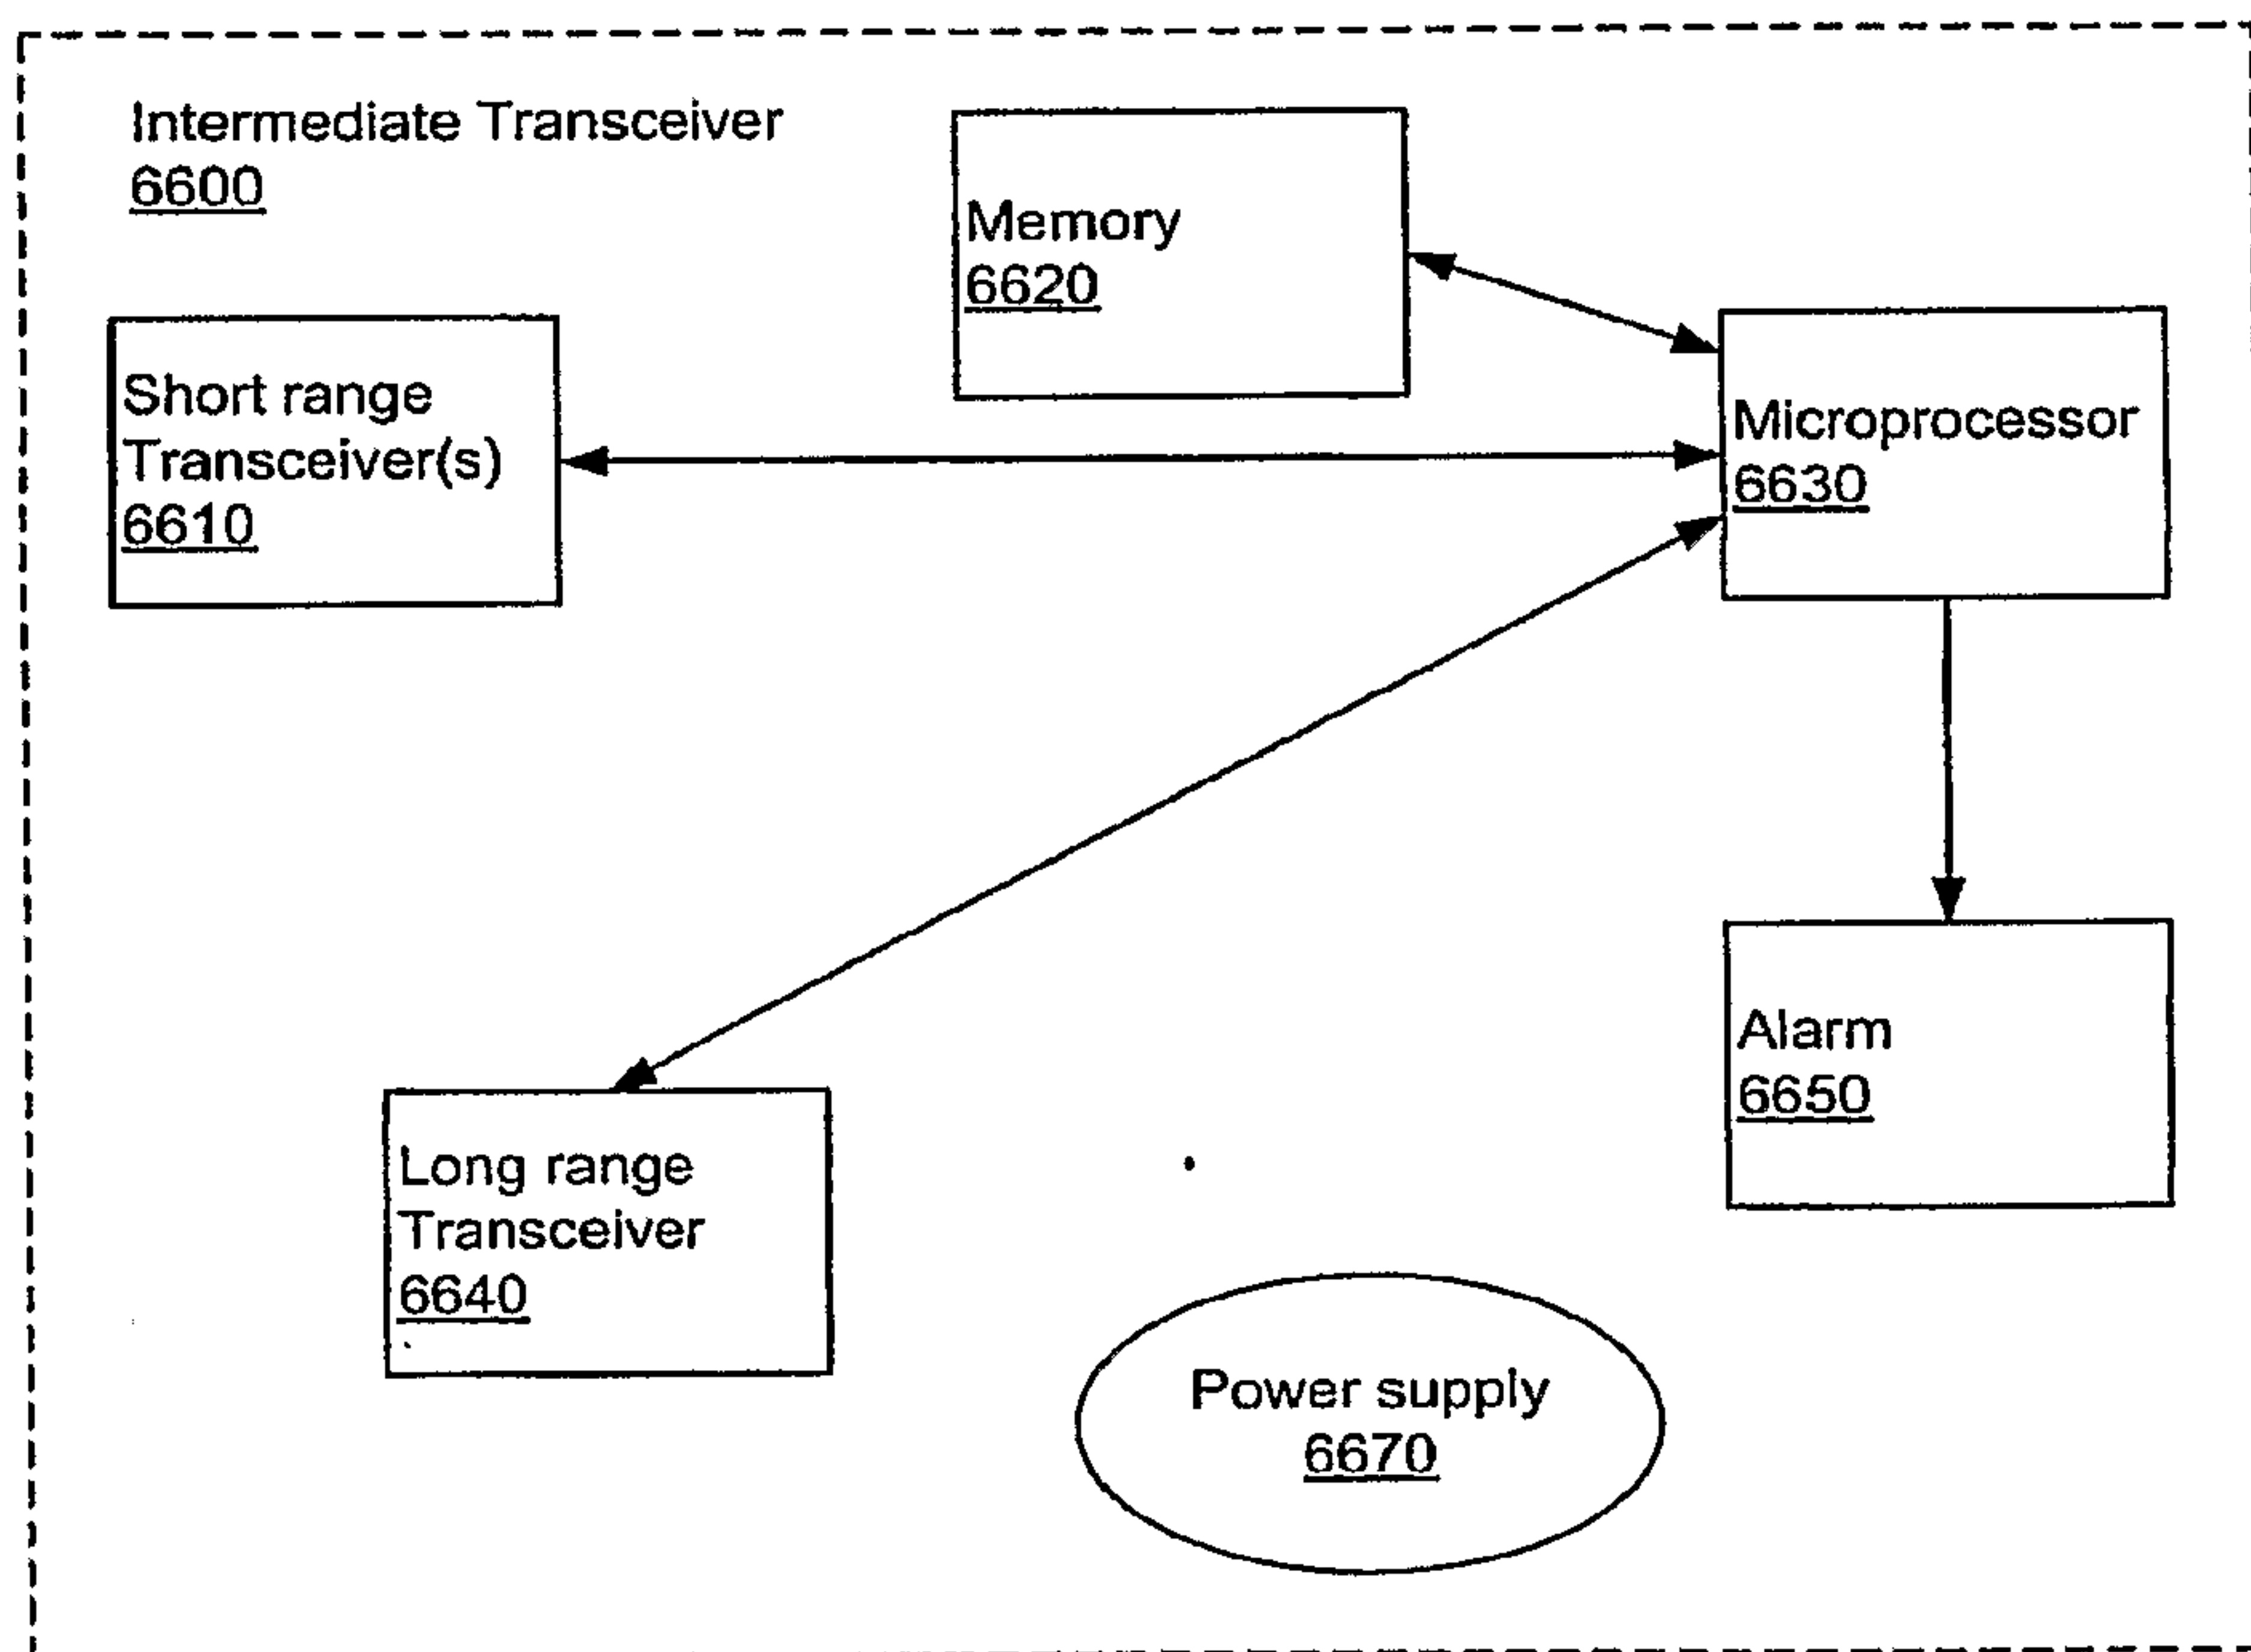 Intermediate Transceiver
6600
Memory
6620
Short range
Transceiver(s)
6610
Microprocessor
6630
Alarm
6650
Long range
Transceiver
6640
Power supply
6670